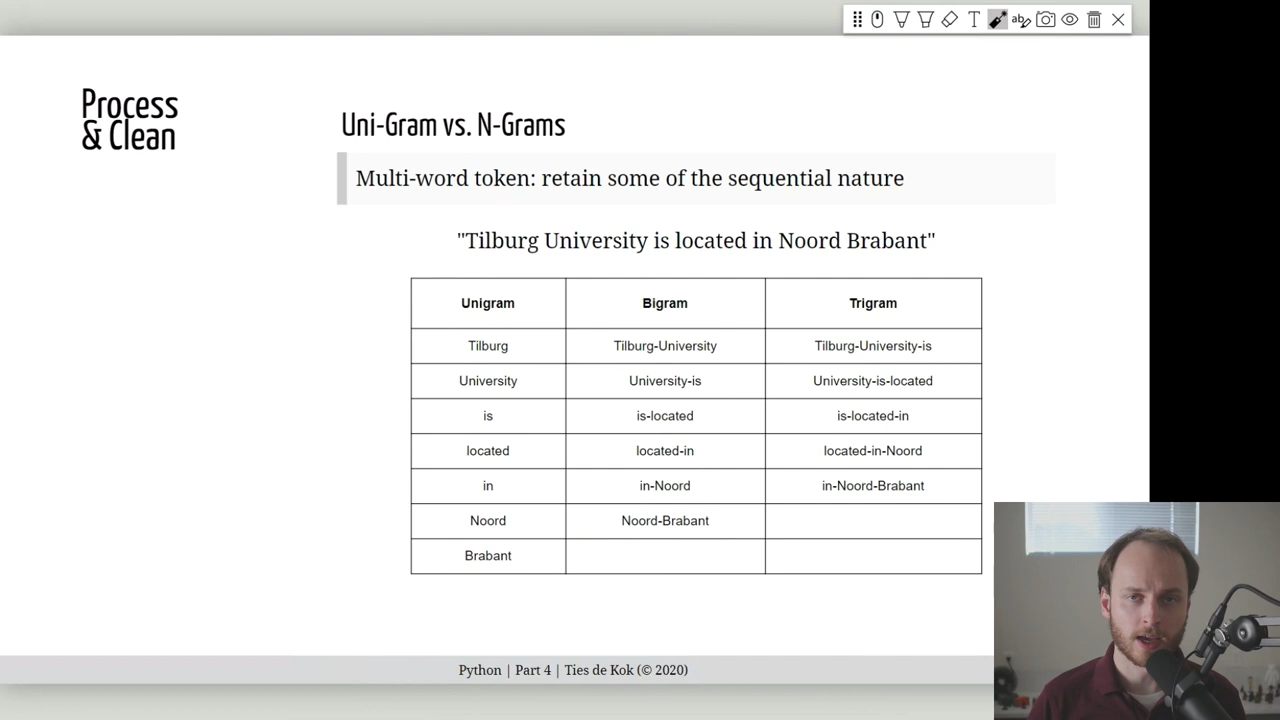 Process
& Clean
Uni-Gram vs. N-Grams
Multi-word token: retain some of the sequential nature
"Tilburg University is located in Noord Brabant"
Unigram Bigram Trigram
Tilburg Tilburg-University Tilburg-University-is
University University-is University-is-located
is is-located is-located-in
located located-in located-in-Noord
in in-Noord in-Noord-Brabant
Noord Noord-Brabant
Brabant
Python | Part 4 | Ties de Kok (© 2020)